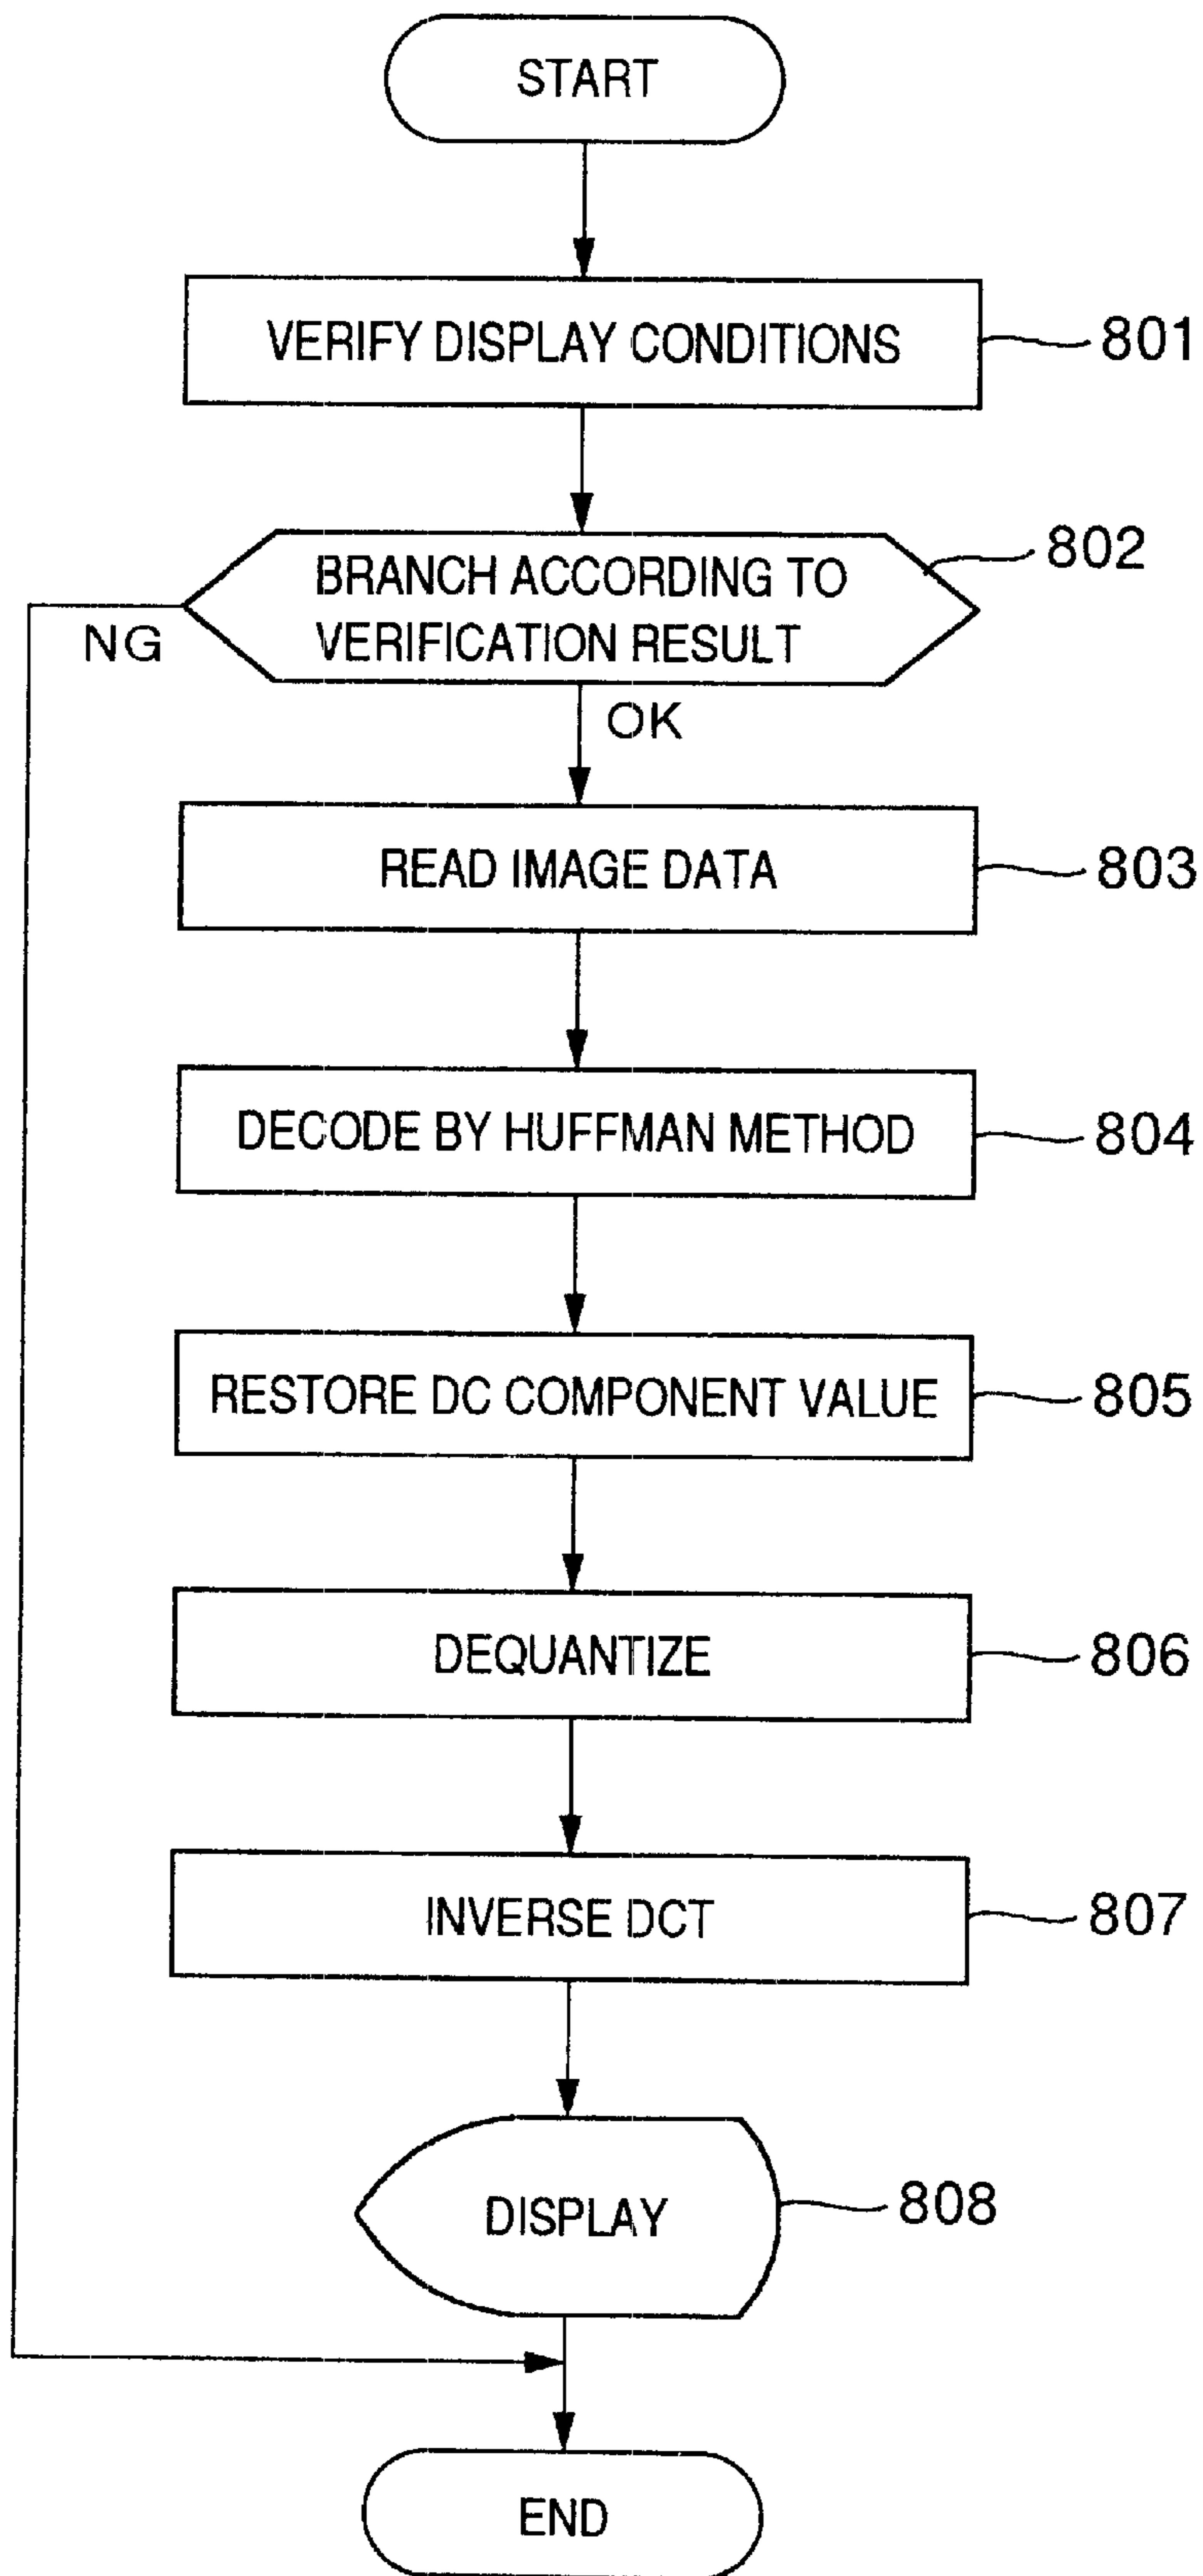 START
VERIFY DISPLAY CONDITIONS
801
BRANCH ACCORDING TO
VERIFICATION RESULT
802
NG
OK
READ IMAGE DATA
803
DECODE BY HUFFMAN METHOD
804
RESTORE DC COMPONENT VALUE
805
DEQUANTIZE
806
INVERSE DCT
807
DISPLAY
808
END